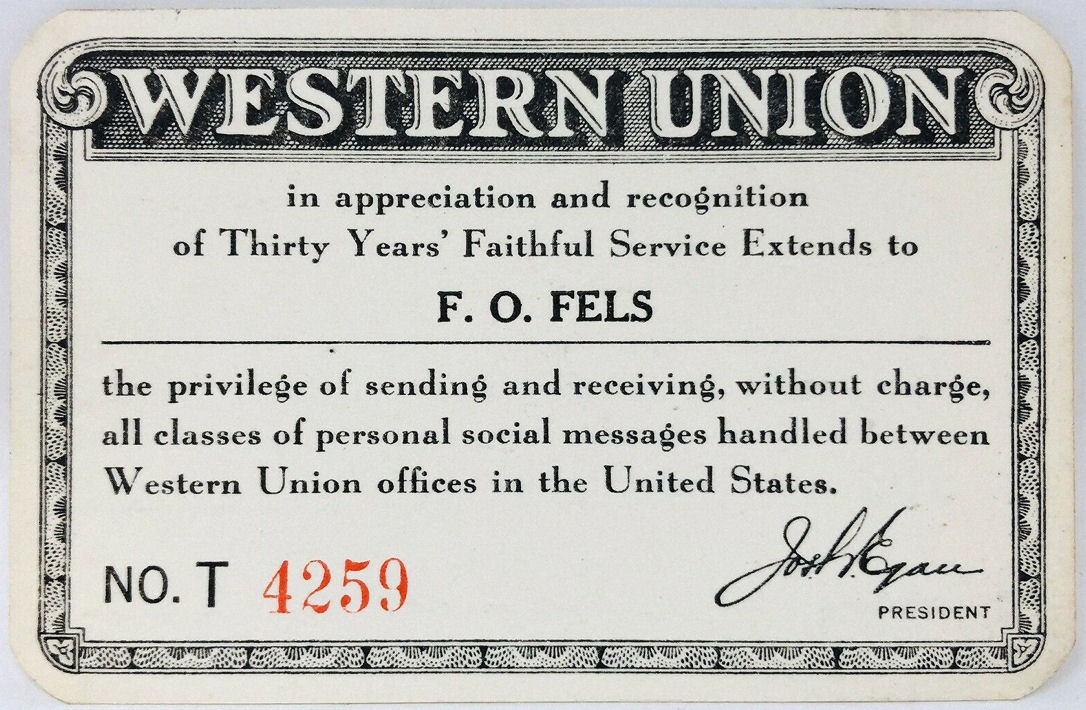 WESTERN UNION
in appreciation and recognition
of Thirty Years' Faithful Service Extends to
F. O. FELS
the privilege of sending and receiving, without charge,
all classes of personal social messages handled between
Western Union offices in the United States.
Jos. L. Egan
NO. T 4259
PRESIDENT